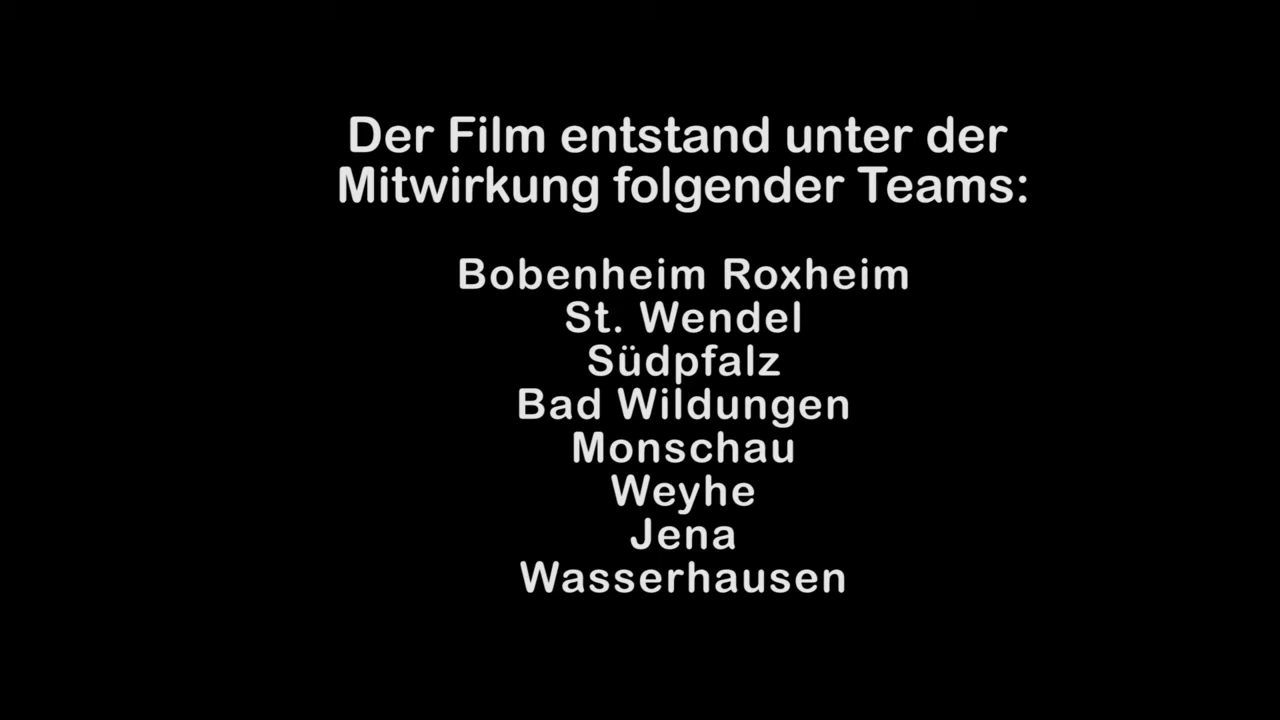 Der Film entstand unter der
Mitwirkung folgender Teams:
Bobenheim Roxheim
St. Wendel
Südpfalz
Bad Wildungen
Monschau
Weyhe
Jena
Wasserhausen